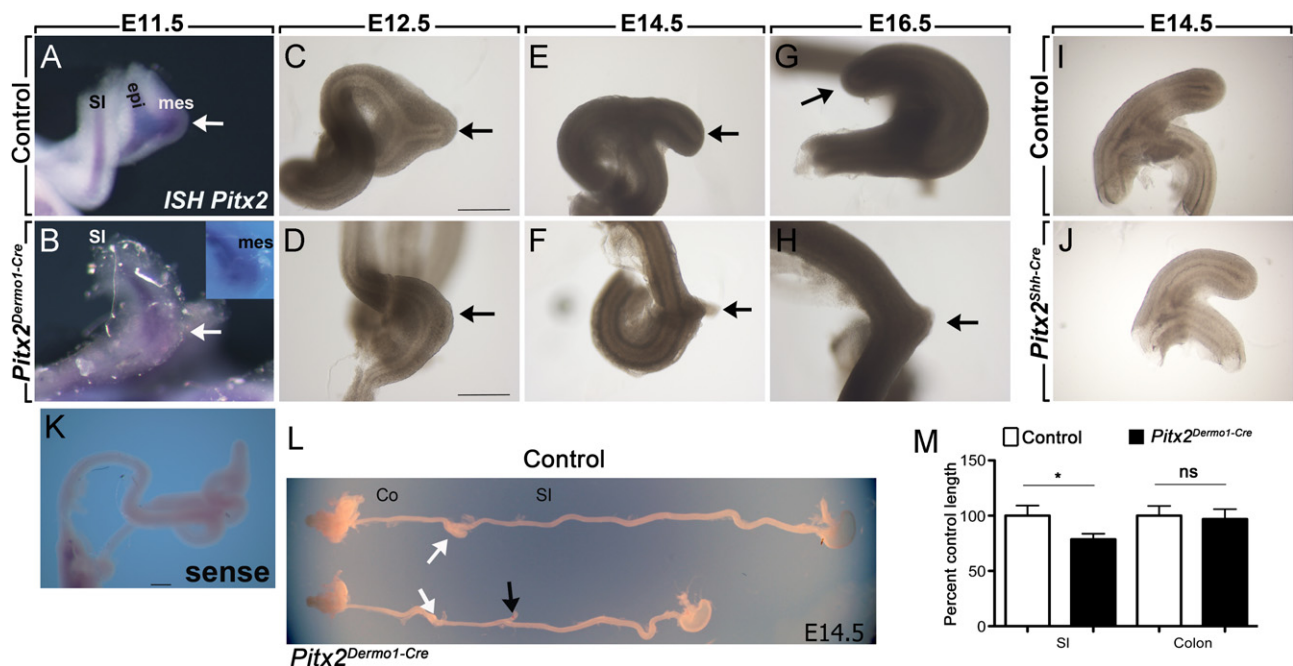 E11.5 E12.5 E14.5 E16.5 E14.5
Control
A SI epi mes
ISH Pitx2
C
E
G
Control
I
Pitx2Dermo1-Cre
B SI mes
D
F
H
Pitx2Shh-Cre
J
K
sense
L
Control
Co SI
E14.5
Pitx2Dermo1-Cre
M Control Pitx2Dermo1-Cre
Percent control length
150
100
50
0
* ns
SI Colon